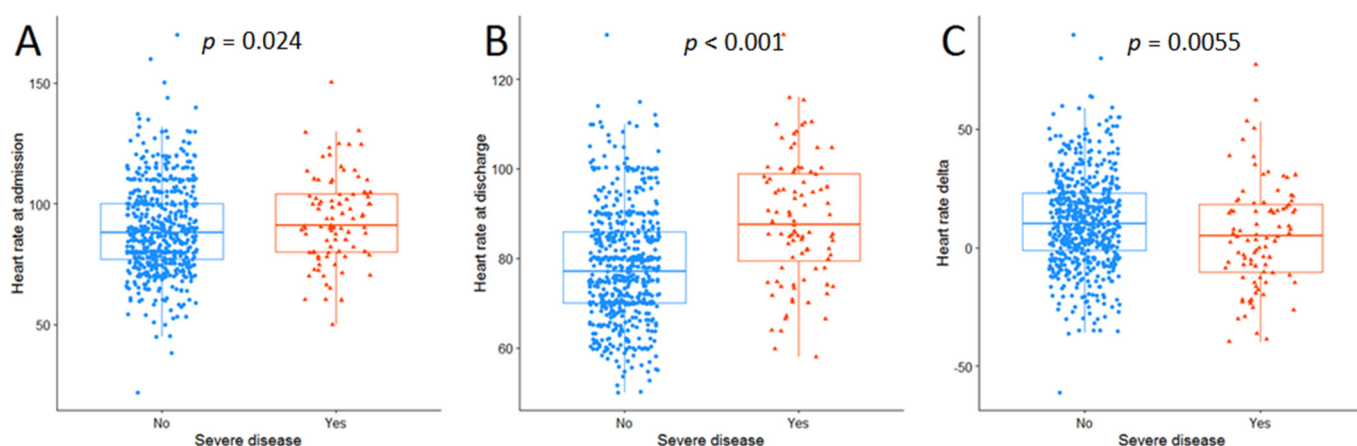 A
p = 0.024
Heart rate at admission
150
100
50
No
Yes
Severe disease
B
p < 0.001
Heart rate at discharge
120
100
80
60
No
Yes
Severe disease
C
p = 0.0055
Heart rate delta
50
0
-50
No
Yes
Severe disease